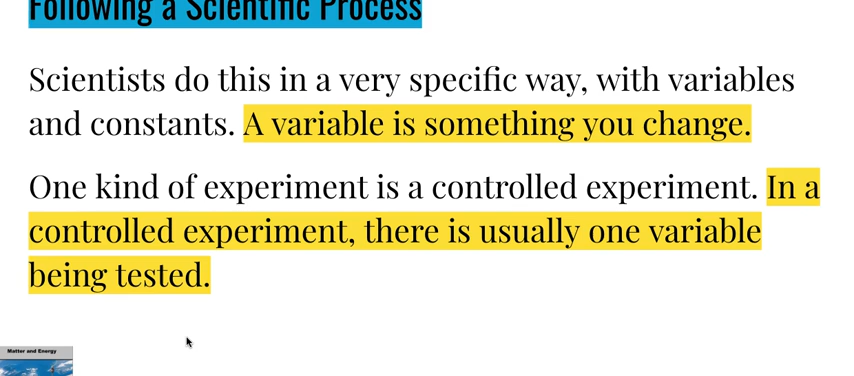 Following a Scientific Process
Scientists do this in a very specific way, with variables
and constants. A variable is something you change.
One kind of experiment is a controlled experiment. In a
controlled experiment, there is usually one variable
being tested.
Matter and Energy